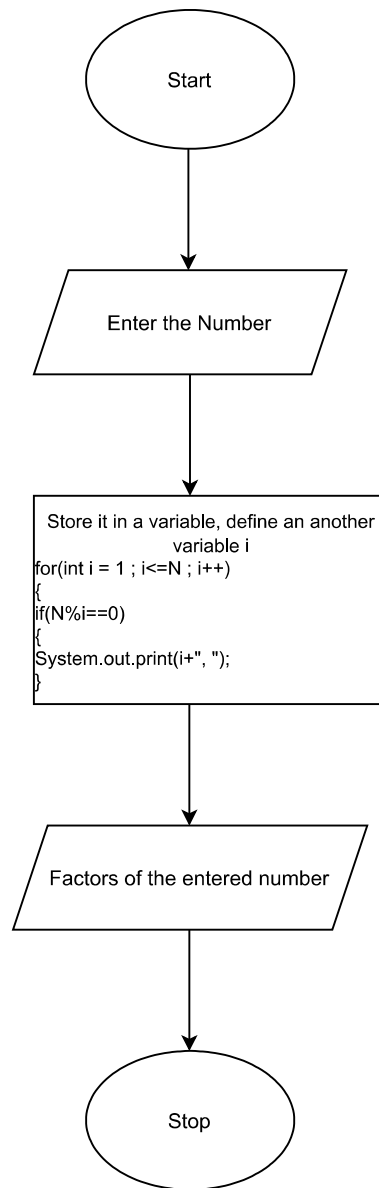 Start
Enter the Number
Store it in a variable, define an another
variable i
for(int i = 1 ; i<=N ; i++)
{
if(N%i==0)
{
System.out.print(i+", ");
}
Factors of the entered number
Stop